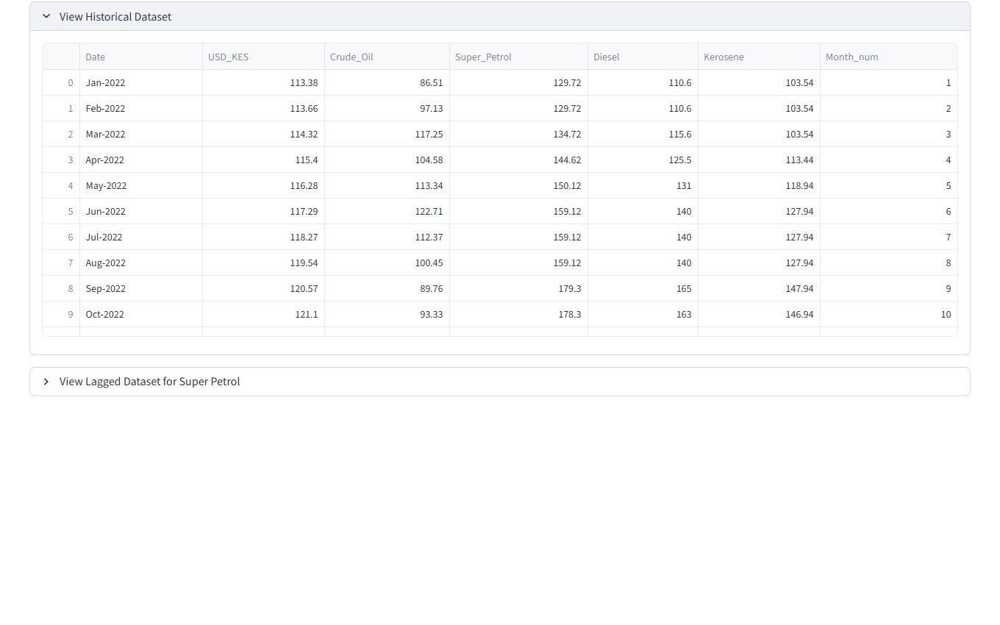 View Historical Dataset
Date USD_KES Crude_Oil Super_Petrol Diesel Kerosene Month_num
0 Jan-2022 113.38 86.51 129.72 110.6 103.54 1
1 Feb-2022 113.66 97.13 129.72 110.6 103.54 2
2 Mar-2022 114.32 117.25 134.72 115.6 103.54 3
3 Apr-2022 115.4 104.58 144.62 125.5 113.44 4
4 May-2022 116.28 113.34 150.12 131 118.94 5
5 Jun-2022 117.29 122.71 159.12 140 127.94 6
6 Jul-2022 118.27 112.37 159.12 140 127.94 7
7 Aug-2022 119.54 100.45 159.12 140 127.94 8
8 Sep-2022 120.57 89.76 179.3 165 147.94 9
9 Oct-2022 121.1 93.33 178.3 163 146.94 10
View Lagged Dataset for Super Petrol